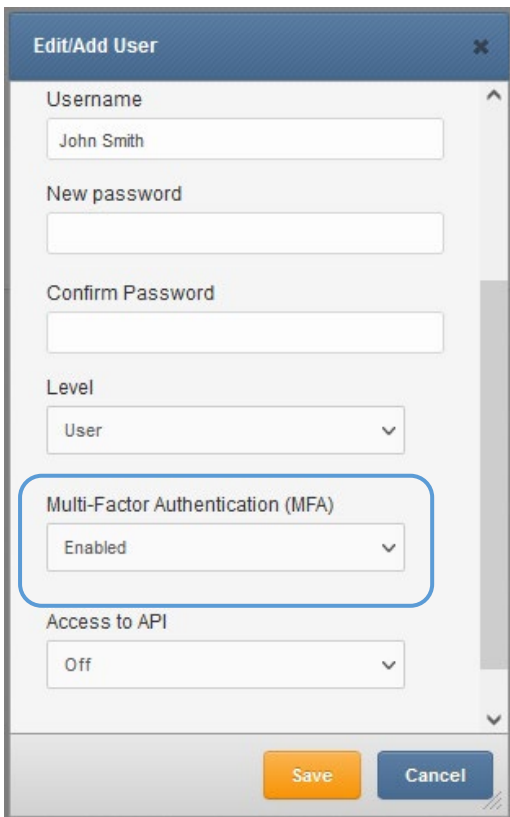 Edit/Add User
Username
John Smith
New password
Confirm Password
Level
User
Multi-Factor Authentication (MFA)
Enabled
Access to API
Off
Save Cancel